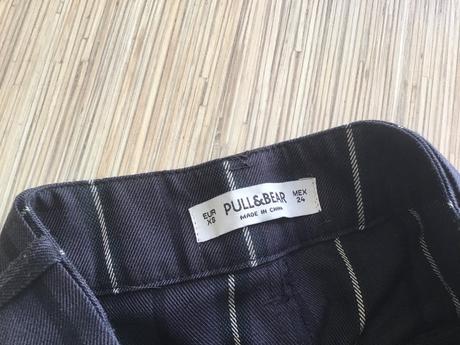 EUR
XS
PULL&BEAR
MADE IN CHINA
MEX
24